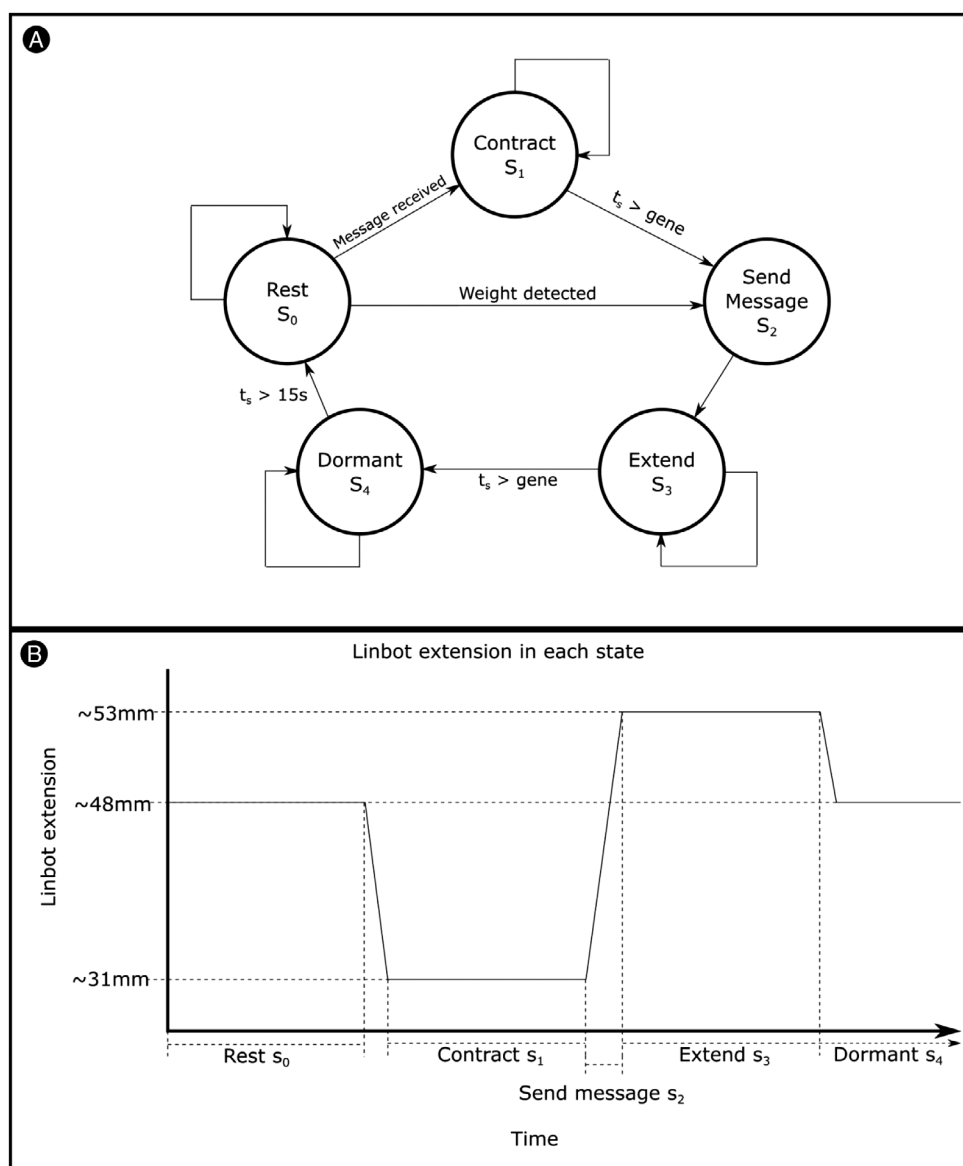 A
Contract
S₁
Message received
tₛ > gene
Rest
S₀
Weight detected
Send
Message
S₂
tₛ > 15s
Dormant
S₄
tₛ > gene
Extend
S₃
B
Linbot extension in each state
~53mm
~48mm
~31mm
Linbot extension
Rest s₀
Contract s₁
Extend s₃
Dormant s₄
Send message s₂
Time